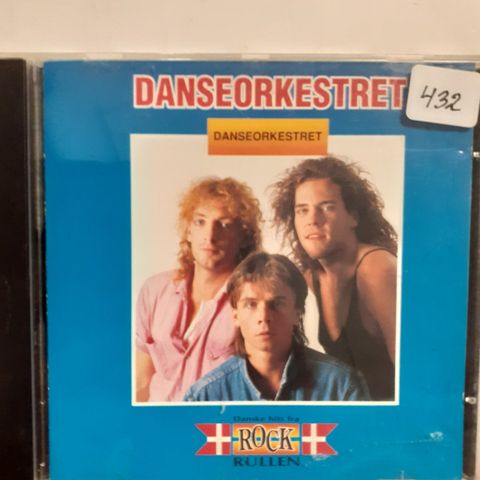 DANSEORKESTRET
432
DANSEORKESTRET
Danske hits fra
ROCK
RULLEN